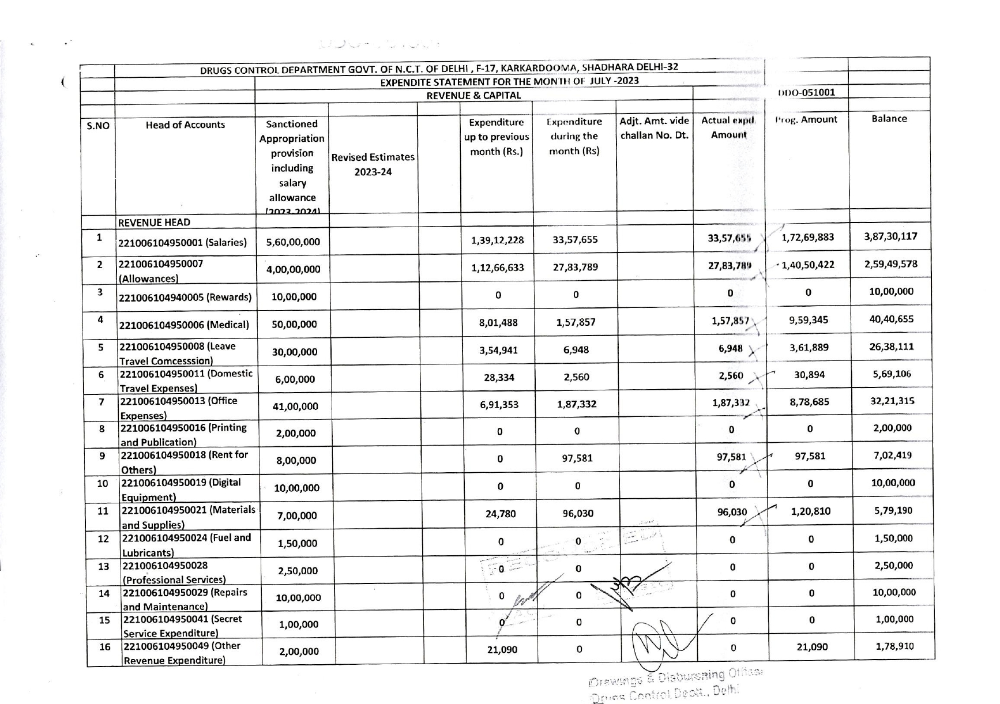 DRUGS CONTROL DEPARTMENT GOVT. OF N.C.T. OF DELHI , F-17, KARKARDOOMA, SHADHARA DELHI-32
EXPENDITE STATEMENT FOR THE MONTH OF JULY -2023
REVENUE & CAPITAL DDO-051001
S.NO Head of Accounts Sanctioned Appropriation provision including salary allowance (2023-2024) Revised Estimates 2023-24 Expenditure up to previous month (Rs.) Expenditure during the month (Rs) Adjt. Amt. vide challan No. Dt. Actual expd. Amount Prog. Amount Balance
REVENUE HEAD
1 221006104950001 (Salaries) 5,60,00,000 1,39,12,228 33,57,655 33,57,655 1,72,69,883 3,87,30,117
2 221006104950007 (Allowances) 4,00,00,000 1,12,66,633 27,83,789 27,83,789 1,40,50,422 2,59,49,578
3 221006104940005 (Rewards) 10,00,000 0 0 0 0 10,00,000
4 221006104950006 (Medical) 50,00,000 8,01,488 1,57,857 1,57,857 9,59,345 40,40,655
5 221006104950008 (Leave Travel Comcesssion) 30,00,000 3,54,941 6,948 6,948 3,61,889 26,38,111
6 221006104950011 (Domestic Travel Expenses) 6,00,000 28,334 2,560 2,560 30,894 5,69,106
7 221006104950013 (Office Expenses) 41,00,000 6,91,353 1,87,332 1,87,332 8,78,685 32,21,315
8 221006104950016 (Printing and Publication) 2,00,000 0 0 0 0 2,00,000
9 221006104950018 (Rent for Others) 8,00,000 0 97,581 97,581 97,581 7,02,419
10 221006104950019 (Digital Equipment) 10,00,000 0 0 0 0 10,00,000
11 221006104950021 (Materials and Supplies) 7,00,000 24,780 96,030 96,030 1,20,810 5,79,190
12 221006104950024 (Fuel and Lubricants) 1,50,000 0 0 0 0 1,50,000
13 221006104950028 (Professional Services) 2,50,000 0 0 0 0 2,50,000
14 221006104950029 (Repairs and Maintenance) 10,00,000 0 0 0 0 10,00,000
15 221006104950041 (Secret Service Expenditure) 1,00,000 0 0 0 0 1,00,000
16 221006104950049 (Other Revenue Expenditure) 2,00,000 21,090 0 0 21,090 1,78,910
Drawings & Disbursning Officer
Drugs Control Deptt., Delhi